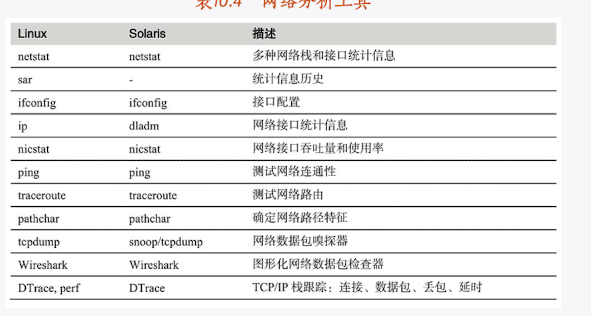 表10.4 网络分析工具
Linux Solaris 描述
netstat netstat 多种网络栈和接口统计信息
sar - 统计信息历史
ifconfig ifconfig 接口配置
ip dladm 网络接口统计信息
nicstat nicstat 网络接口吞吐量和使用率
ping ping 测试网络连通性
traceroute traceroute 测试网络路由
pathchar pathchar 确定网络路径特征
tcpdump snoop/tcpdump 网络数据包嗅探器
Wireshark Wireshark 图形化网络数据包检查器
DTrace, perf DTrace TCP/IP 栈跟踪：连接、数据包、丢包、延时